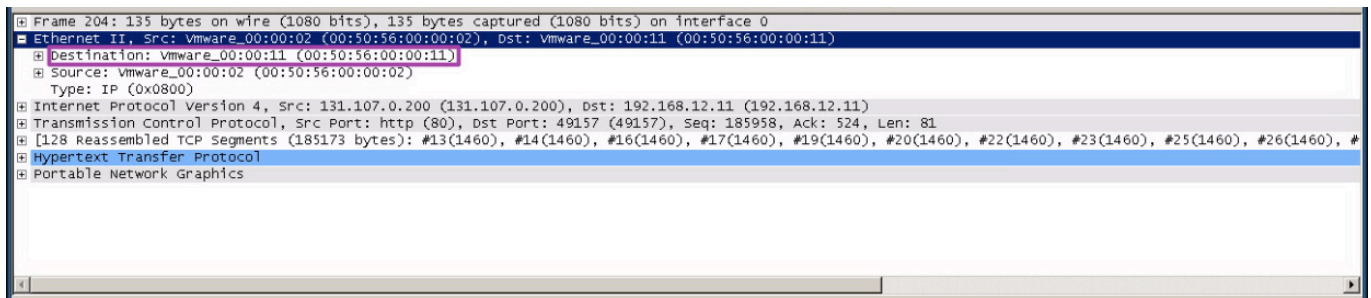 Frame 204: 135 bytes on wire (1080 bits), 135 bytes captured (1080 bits) on interface 0
Ethernet II, Src: Vmware_00:00:02 (00:50:56:00:00:02), Dst: Vmware_00:00:11 (00:50:56:00:00:11)
Destination: Vmware_00:00:11 (00:50:56:00:00:11)
Source: Vmware_00:00:02 (00:50:56:00:00:02)
Type: IP (0x0800)
Internet Protocol Version 4, Src: 131.107.0.200 (131.107.0.200), Dst: 192.168.12.11 (192.168.12.11)
Transmission Control Protocol, Src Port: http (80), Dst Port: 49157 (49157), Seq: 185958, Ack: 524, Len: 81
[128 Reassembled TCP Segments (185173 bytes): #13(1460), #14(1460), #16(1460), #17(1460), #19(1460), #20(1460), #22(1460), #23(1460), #25(1460), #26(1460), #
Hypertext Transfer Protocol
Portable Network Graphics